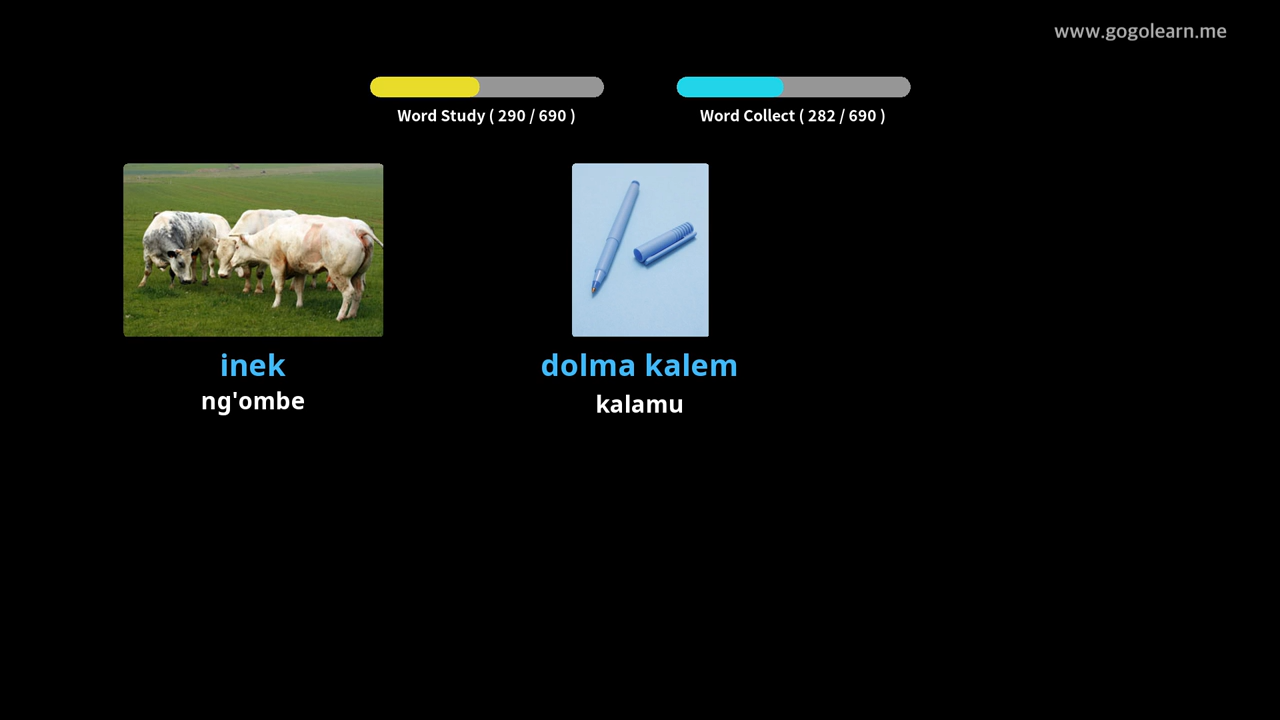 www.gogolearn.me
Word Study ( 290 / 690 )
Word Collect ( 282 / 690 )
inek
ng'ombe
dolma kalem
kalamu